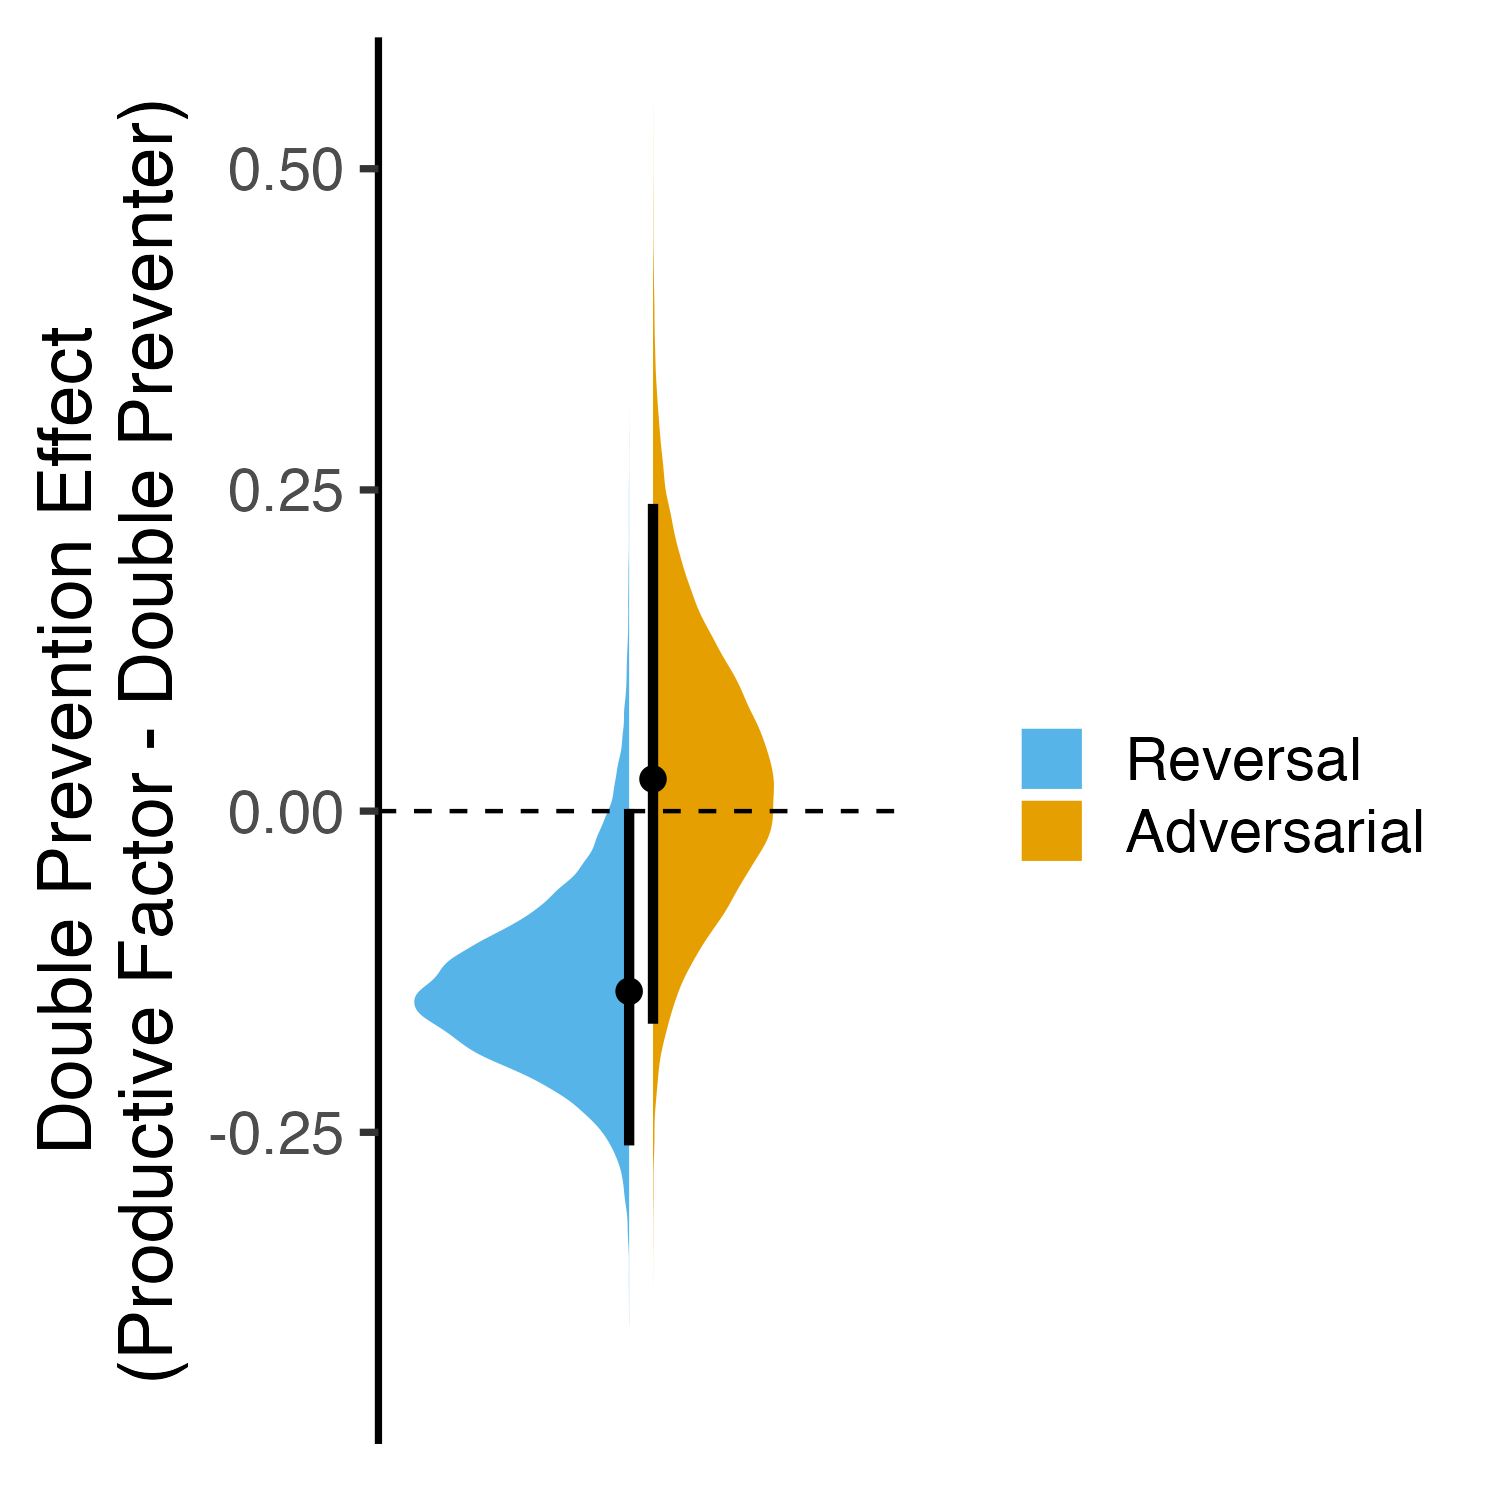 Double Prevention Effect
(Productive Factor - Double Preventer)
0.50
0.25
0.00
-0.25
Reversal
Adversarial